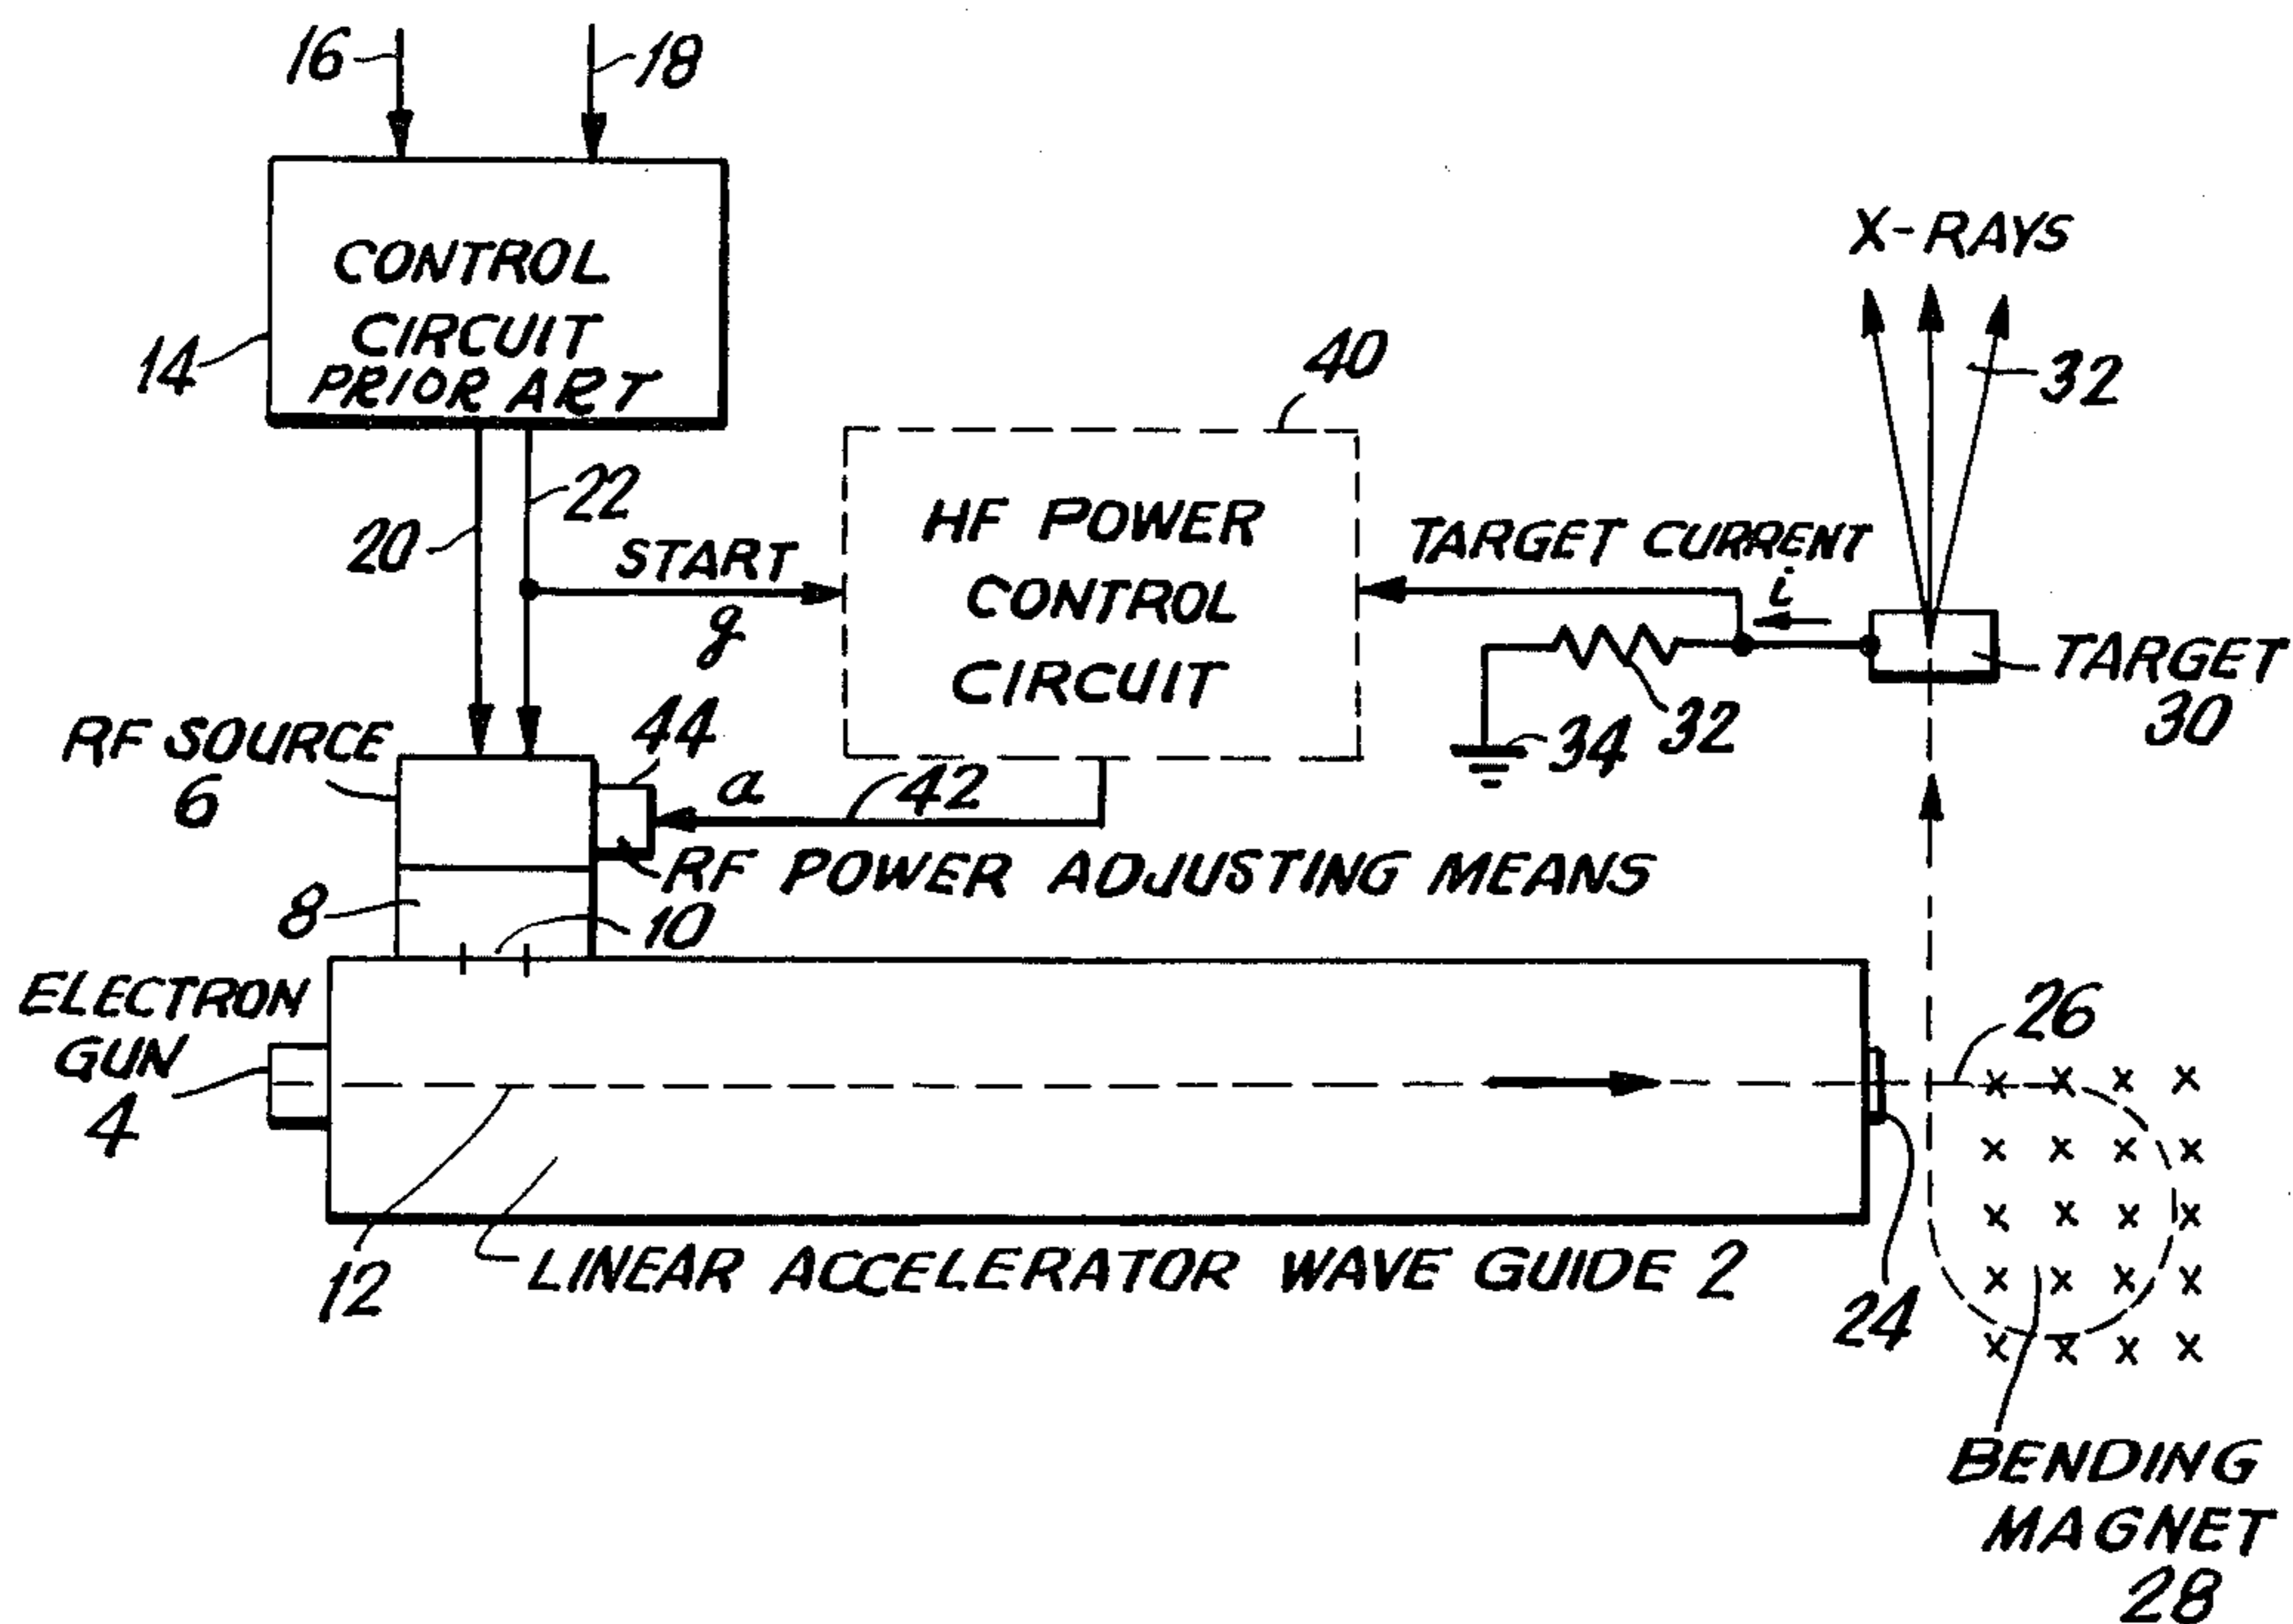 16
18
CONTROL
CIRCUIT
PRIOR ART
14
X-RAYS
40
32
22
20
START
g
HF POWER
CONTROL
CIRCUIT
TARGET CURRENT
i
TARGET
30
32
34
RF SOURCE
6
44
a
42
RF POWER ADJUSTING MEANS
8
10
ELECTRON
GUN
4
26
12
LINEAR ACCELERATOR WAVE GUIDE 2
24
BENDING
MAGNET
28